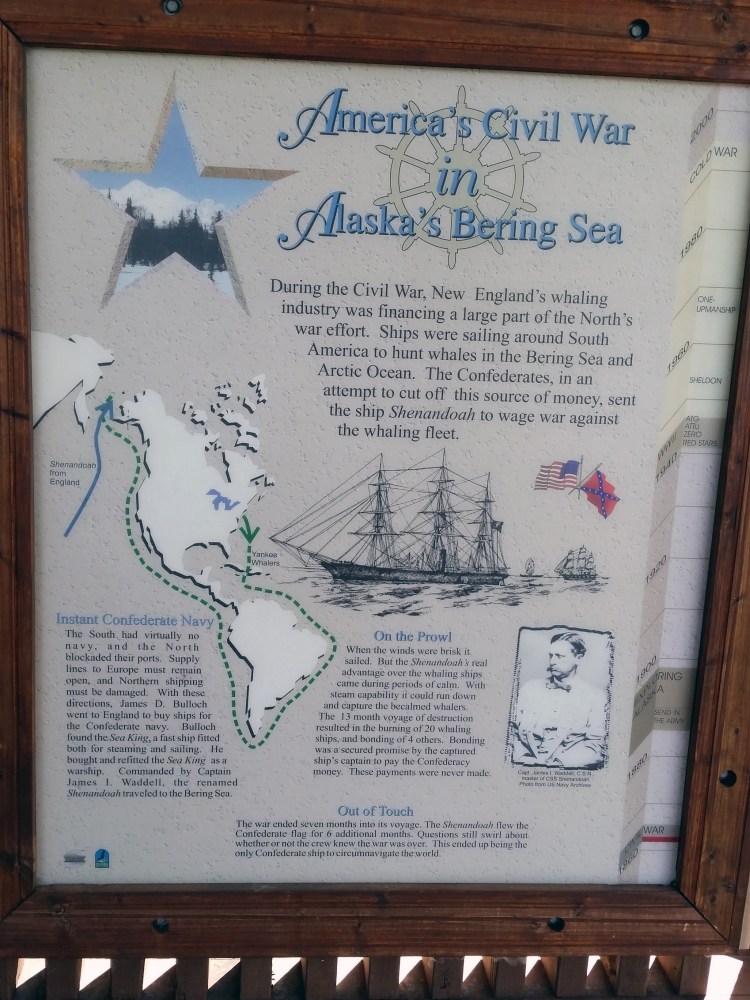 America's Civil War
in
Alaska's Bering Sea
During the Civil War, New England's whaling
industry was financing a large part of the North's
war effort. Ships were sailing around South
America to hunt whales in the Bering Sea and
Arctic Ocean. The Confederates, in an
attempt to cut off this source of money, sent
the ship Shenandoah to wage war against
the whaling fleet.
Shenandoah
from
England
Yankee
Whalers
Instant Confederate Navy
The South had virtually no
navy, and the North
blockaded their ports. Supply
lines to Europe must remain
open, and Northern shipping
must be damaged. With these
directions, James D. Bulloch
went to England to buy ships for
the Confederate navy. Bulloch
found the Sea King, a fast ship fitted
both for steaming and sailing. He
bought and refitted the Sea King as a
warship. Commanded by Captain
James I. Waddell, the renamed
Shenandoah traveled to the Bering Sea.
On the Prowl
When the winds were brisk it
sailed. But the Shenandoah's real
advantage over the whaling ships
came during periods of calm. With
steam capability it could run down
and capture the becalmed whalers.
The 13 month voyage of destruction
resulted in the burning of 20 whaling
ships, and bonding of 4 others. Bonding
was a secured promise by the captured
ship's captain to pay the Confederacy
money. These payments were never made.
Capt. James I. Waddell, C.S.N.
master of CSS Shenandoah.
Photo from US Navy Archives
Out of Touch
The war ended seven months into its voyage. The Shenandoah flew the
Confederate flag for 6 additional months. Questions still swirl about
whether or not the crew knew the war was over. This ended up being the
only Confederate ship to circumnavigate the world.
2000
COLD WAR
1980
ONE-
UPMANSHIP
1960
SHELDON
ATG
ATTU
ZERO
RED STARS
WWII
1940
1920
1900
SEND IN
THE ARMY
1880
WAR
1860